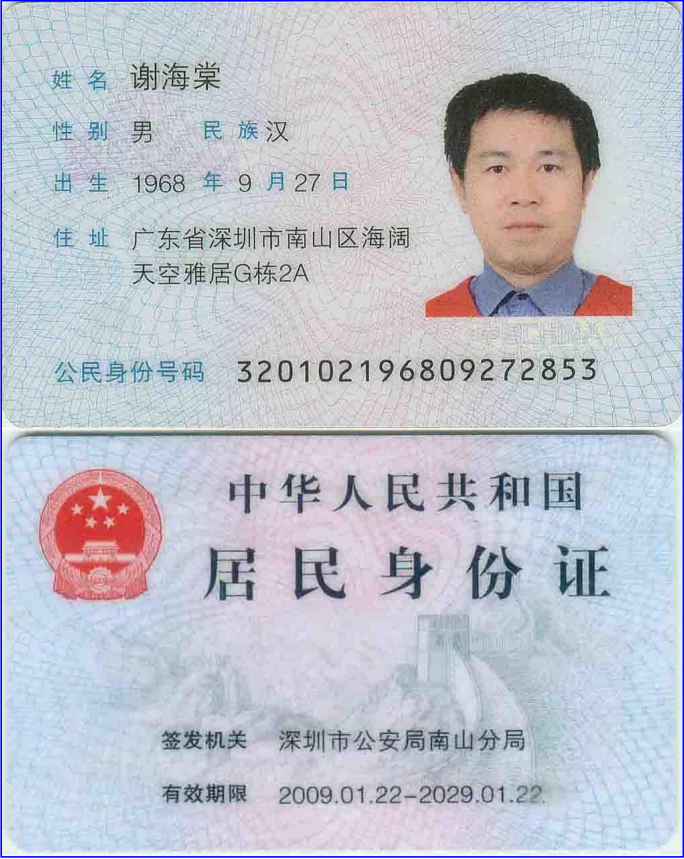 姓名 谢海棠
性别 男 民族 汉
出生 1968 年 9 月 27 日
住址 广东省深圳市南山区海阔
天空雅居G栋2A
公民身份号码 320102196809272853
中华人民共和国
居民身份证
签发机关 深圳市公安局南山分局
有效期限 2009.01.22-2029.01.22